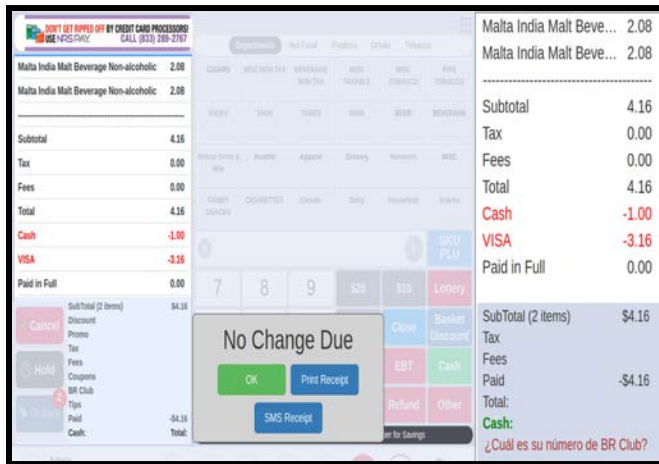 DON'T GET RIPPED OFF BY CREDIT CARD PROCESSORS!
USE NRS PAY. CALL (833) 289-2767
Malta India Malt Beverage Non-alcoholic 2.08
Malta India Malt Beverage Non-alcoholic 2.08
Subtotal 4.16
Tax 0.00
Fees 0.00
Total 4.16
Cash -1.00
VISA -3.16
Paid in Full 0.00
Cancel
Hold
2
SubTotal (2 items) $4.16
Discount
Promo
Tax
Fees
Coupons
BR Club
Tips
Paid -$4.16
Cash: Total:
Departments Hot Food Produce Drinks Tobacco
CIGARS MISC NON TAX BEVERAGE NON TAX MISC TAXABLE MISC TOBACCO PIPE TOBACCO
BEER BEVERAGE
Alcohol Apparel Grocery MISC
CANDY SNACKS CIGARETTES Baby Household
SKU
PLU
7 8 9 $20 $10 Lottery
Close Basket Discount
EBT Cash
Refund Other
No Change Due
OK Print Receipt
SMS Receipt
per for Savings
Malta India Malt Beve... 2.08
Malta India Malt Beve... 2.08
Subtotal 4.16
Tax 0.00
Fees 0.00
Total 4.16
Cash -1.00
VISA -3.16
Paid in Full 0.00
SubTotal (2 items) $4.16
Tax
Fees
Paid -$4.16
Total:
Cash:
¿Cuál es su número de BR Club?